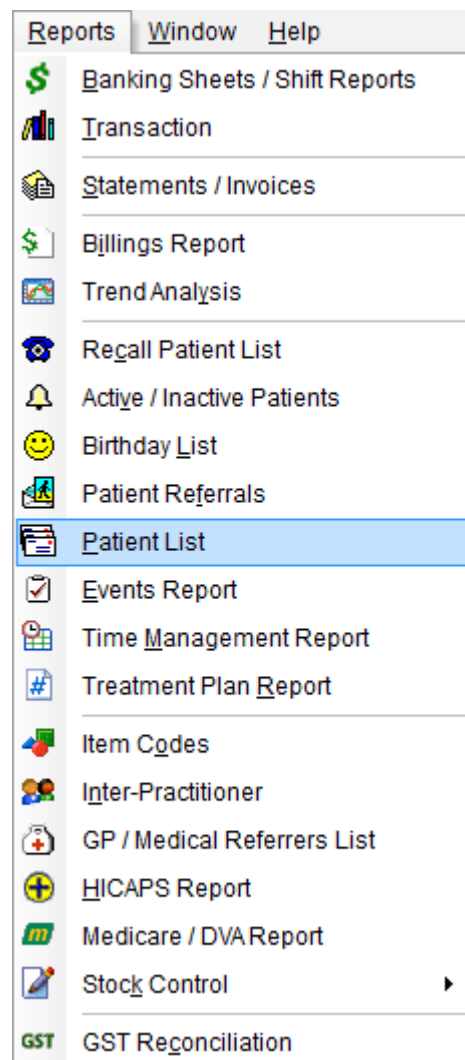 Reports Window Help
Banking Sheets / Shift Reports
Transaction
Statements / Invoices
$ Billings Report
Trend Analysis
Recall Patient List
Active / Inactive Patients
Birthday List
Patient Referrals
Patient List
Events Report
Time Management Report
# Treatment Plan Report
Item Codes
Inter-Practitioner
GP / Medical Referrers List
HICAPS Report
m Medicare / DVA Report
Stock Control
GST GST Reconciliation